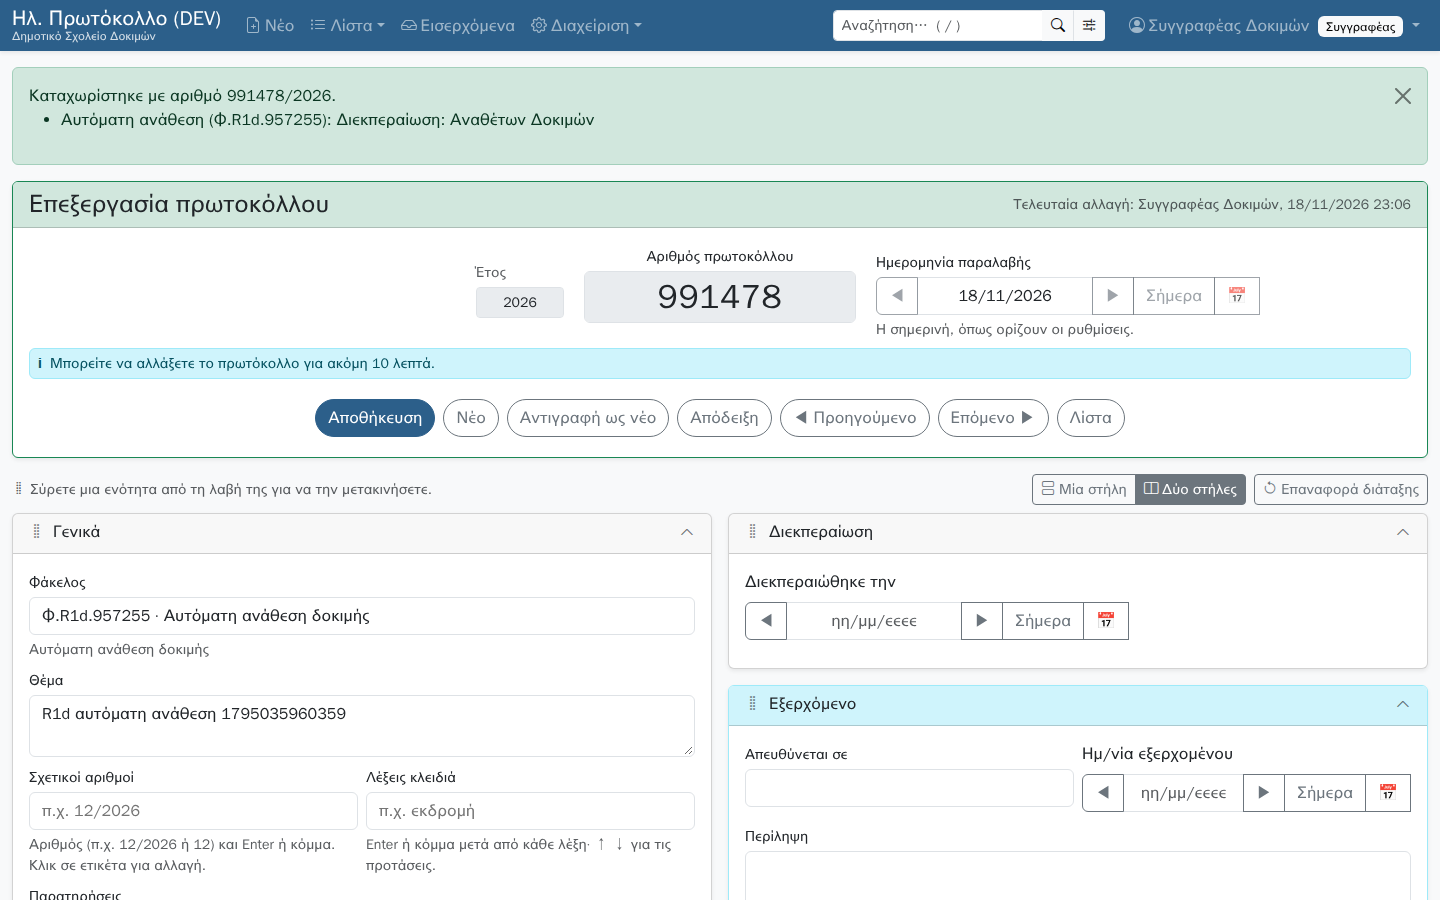 Ηλ. Πρωτόκολλο (DEV)
Δημοτικό Σχολείο Δοκιμών
Νέο
Λίστα
Εισερχόμενα
Διαχείριση
Αναζήτηση… ( / )
Συγγραφέας Δοκιμών
Συγγραφέας
Καταχωρίστηκε με αριθμό 991478/2026.
• Αυτόματη ανάθεση (Φ.R1d.957255): Διεκπεραίωση: Αναθέτων Δοκιμών
Επεξεργασία πρωτοκόλλου
Τελευταία αλλαγή: Συγγραφέας Δοκιμών, 18/11/2026 23:06
Έτος
2026
Αριθμός πρωτοκόλλου
991478
Ημερομηνία παραλαβής
◀ 18/11/2026 ▶ Σήμερα
Η σημερινή, όπως ορίζουν οι ρυθμίσεις.
Μπορείτε να αλλάξετε το πρωτόκολλο για ακόμη 10 λεπτά.
Αποθήκευση
Νέο
Αντιγραφή ως νέο
Απόδειξη
◀ Προηγούμενο
Επόμενο ▶
Λίστα
Σύρετε μια ενότητα από τη λαβή της για να την μετακινήσετε.
Μία στήλη
Δύο στήλες
Επαναφορά διάταξης
Γενικά
Φάκελος
Φ.R1d.957255 · Αυτόματη ανάθεση δοκιμής
Αυτόματη ανάθεση δοκιμής
Θέμα
R1d αυτόματη ανάθεση 1795035960359
Σχετικοί αριθμοί
π.χ. 12/2026
Αριθμός (π.χ. 12/2026 ή 12) και Enter ή κόμμα.
Κλικ σε ετικέτα για αλλαγή.
Λέξεις κλειδιά
π.χ. εκδρομή
Enter ή κόμμα μετά από κάθε λέξη· ↑ ↓ για τις
προτάσεις.
Παρατηρήσεις
Διεκπεραίωση
Διεκπεραιώθηκε την
◀ ηη/μμ/εεεε ▶ Σήμερα
Εξερχόμενο
Απευθύνεται σε
Ημ/νία εξερχομένου
◀ ηη/μμ/εεεε ▶ Σήμερα
Περίληψη